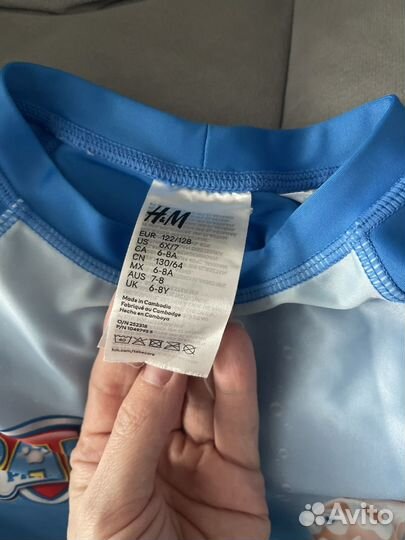 H&M
EUR 122/128
US 6X/7
CA 6-8A
CN 130/64
MX 6-8A
AUS 7-8
UK 6-8Y
Made in Cambodia
Fabriqué au Cambodge
Hecho en Camboya
O/N 252318
Avito